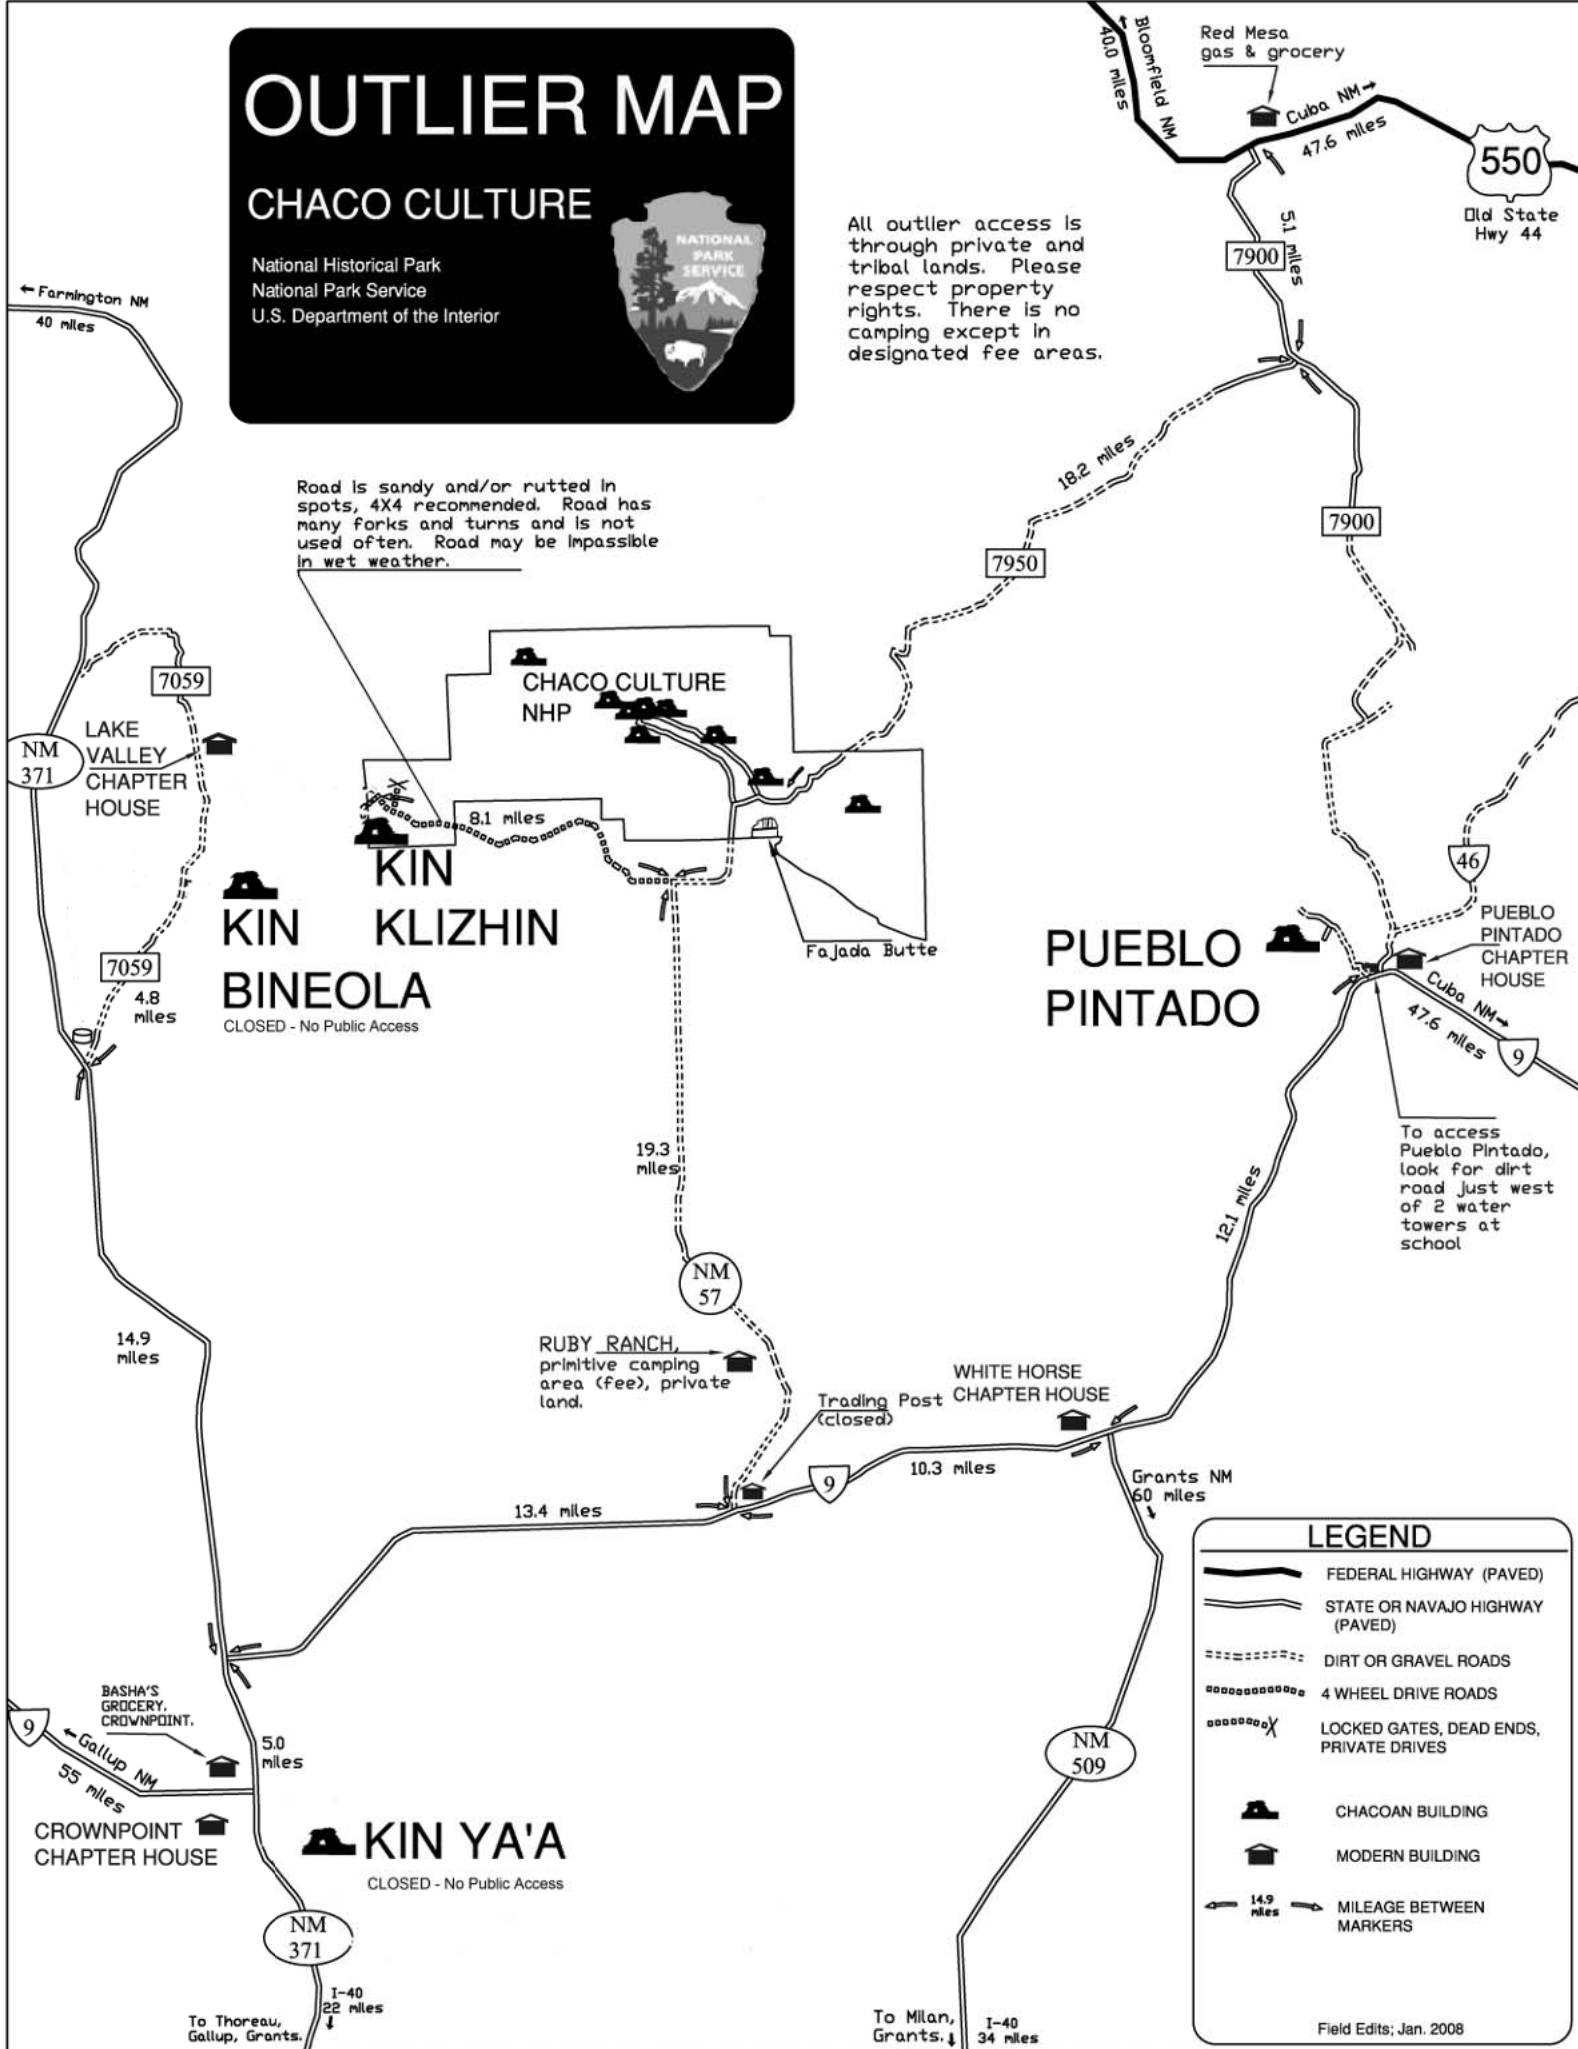 OUTLIER MAP
CHACO CULTURE
National Historical Park
National Park Service
U.S. Department of the Interior
NATIONAL
PARK
SERVICE
Bloomfield NM
40.0 miles
Red Mesa
gas & grocery
Cuba NM
47.6 miles
550
Old State
Hwy 44
All outlier access is
through private and
tribal lands. Please
respect property
rights. There is no
camping except in
designated fee areas.
5.1 miles
7900
Farmington NM
40 miles
18.2 miles
7900
7950
Road is sandy and/or rutted in
spots, 4X4 recommended. Road has
many forks and turns and is not
used often. Road may be impassible
in wet weather.
CHACO CULTURE
NHP
7059
NM
371
LAKE
VALLEY
CHAPTER
HOUSE
8.1 miles
KIN
KLIZHIN
46
KIN
BINEOLA
CLOSED - No Public Access
Fajada Butte
PUEBLO
PINTADO
PUEBLO
PINTADO
CHAPTER
HOUSE
7059
4.8
miles
Cuba NM
47.6 miles
9
To access
Pueblo Pintado,
look for dirt
road just west
of 2 water
towers at
school
19.3
miles
12.1 miles
NM
57
14.9
miles
RUBY RANCH,
primitive camping
area (fee), private
land.
Trading Post
(closed)
WHITE HORSE
CHAPTER HOUSE
9
10.3 miles
13.4 miles
Grants NM
60 miles
LEGEND
FEDERAL HIGHWAY (PAVED)
STATE OR NAVAJO HIGHWAY
(PAVED)
DIRT OR GRAVEL ROADS
4 WHEEL DRIVE ROADS
LOCKED GATES, DEAD ENDS,
PRIVATE DRIVES
CHACOAN BUILDING
MODERN BUILDING
14.9
miles
MILEAGE BETWEEN
MARKERS
Field Edits; Jan. 2008
BASHA'S
GROCERY.
CROWNPOINT.
9
Gallup NM
55 miles
5.0
miles
CROWNPOINT
CHAPTER HOUSE
KIN YA'A
CLOSED - No Public Access
NM
509
NM
371
I-40
22 miles
To Thoreau,
Gallup, Grants.
To Milan,
Grants.
I-40
34 miles